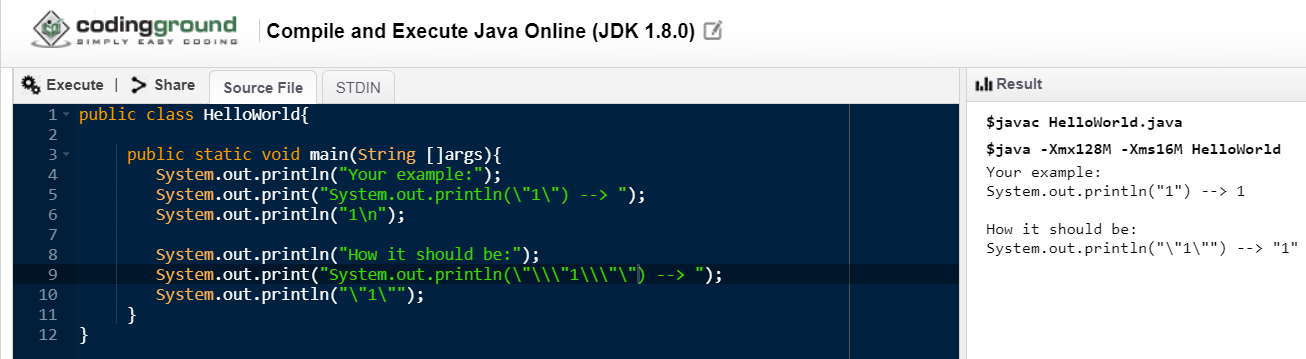 codingground
SIMPLY EASY CODING
Compile and Execute Java Online (JDK 1.8.0)
Execute | Share Source File STDIN
1 public class HelloWorld{
2
3 public static void main(String []args){
4 System.out.println("Your example:");
5 System.out.print("System.out.println(\"1\") --> ");
6 System.out.println("1\n");
7
8 System.out.println("How it should be:");
9 System.out.print("System.out.println(\"\\\"1\\\"\") --> ");
10 System.out.println("\"1\"");
11 }
12 }
Result
$javac HelloWorld.java
$java -Xmx128M -Xms16M HelloWorld
Your example:
System.out.println("1") --> 1
How it should be:
System.out.println("\"1\"") --> "1"